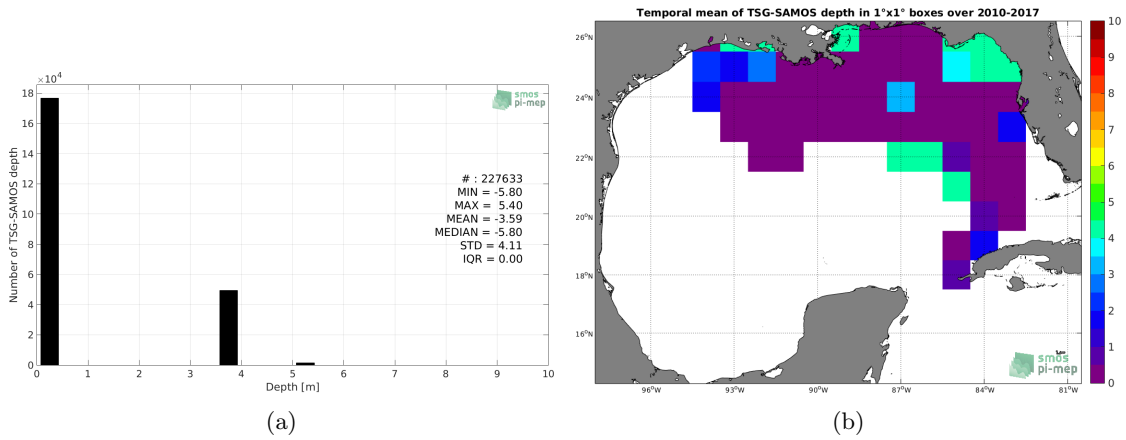 ×10⁴
18
16
14
12
10
8
6
4
2
0
Number of TSG-SAMOS depth
smos
pi-mep
# : 227633
MIN = -5.80
MAX = 5.40
MEAN = -3.59
MEDIAN = -5.80
STD = 4.11
IQR = 0.00
0 1 2 3 4 5 6 7 8 9 10
Depth [m]
(a)
Temporal mean of TSG-SAMOS depth in 1°x1° boxes over 2010-2017
26°N
24°N
22°N
20°N
18°N
16°N
96°W 93°W 90°W 87°W 84°W 81°W
smos
pi-mep
10
9
8
7
6
5
4
3
2
1
0
(b)